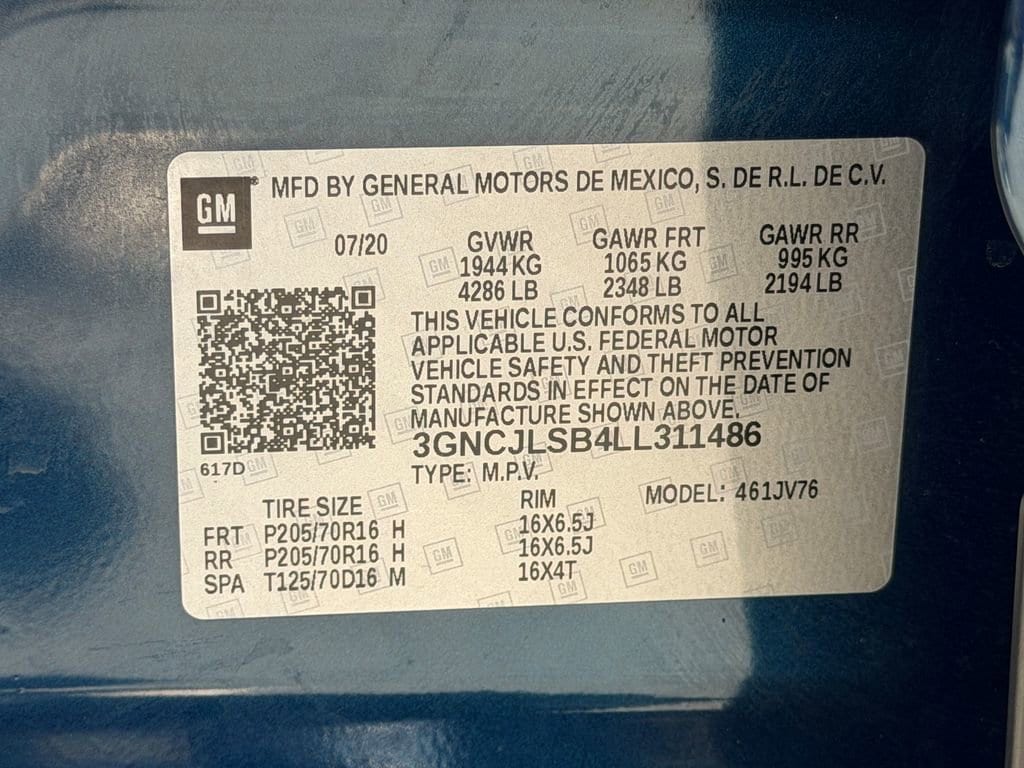 GM ® MFD BY GENERAL MOTORS DE MEXICO, S. DE R.L. DE C.V.
07/20 GVWR GAWR FRT GAWR RR
1944 KG 1065 KG 995 KG
4286 LB 2348 LB 2194 LB
THIS VEHICLE CONFORMS TO ALL
APPLICABLE U.S. FEDERAL MOTOR
VEHICLE SAFETY AND THEFT PREVENTION
STANDARDS IN EFFECT ON THE DATE OF
MANUFACTURE SHOWN ABOVE.
3GNCJLSB4LL311486
617D
TYPE: M.P.V.
TIRE SIZE RIM MODEL: 461JV76
FRT P205/70R16 H 16X6.5J
RR P205/70R16 H 16X6.5J
SPA T125/70D16 M 16X4T